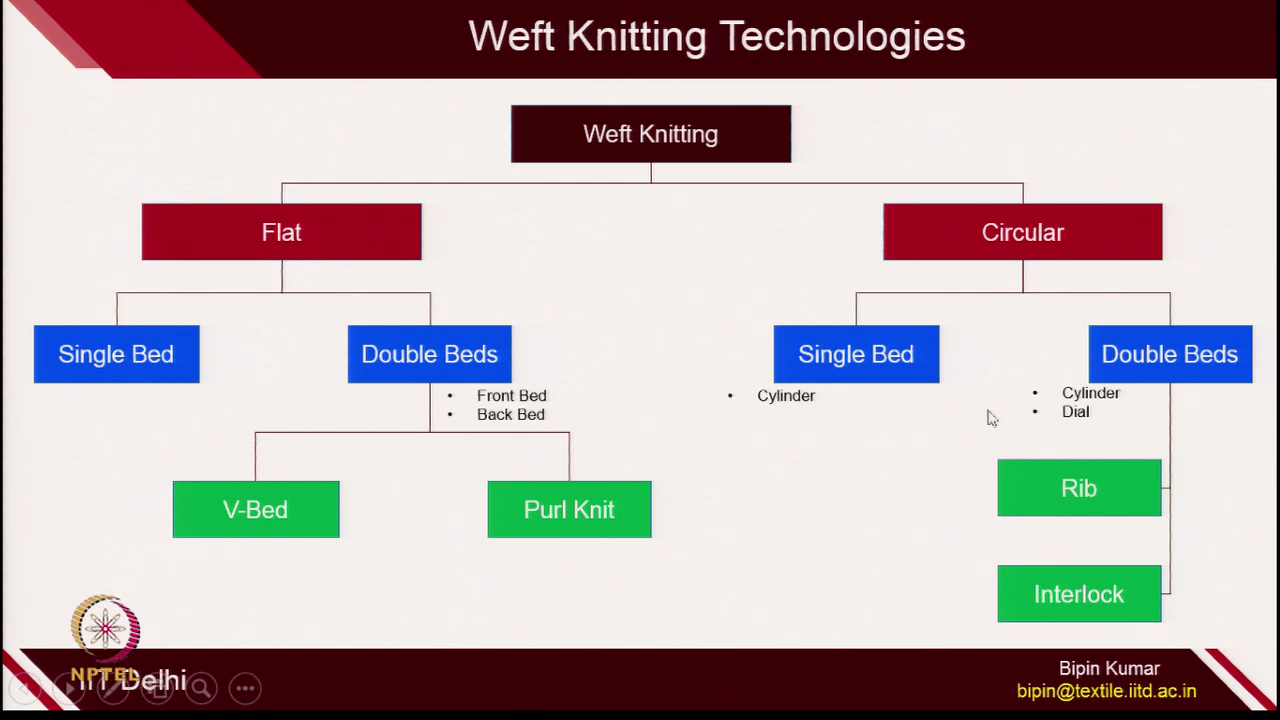 Weft Knitting Technologies
Weft Knitting
Flat
Circular
Single Bed
Double Beds
Single Bed
Double Beds
• Front Bed
• Back Bed
• Cylinder
• Cylinder
• Dial
V-Bed
Purl Knit
Rib
Interlock
NPTEL
IIT Delhi
Bipin Kumar
bipin@textile.iitd.ac.in